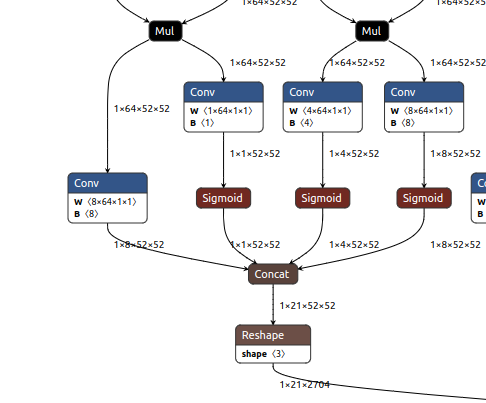 1×64×52×52
1×64×52×52
Mul
Mul
1×64×52×52
1×64×52×52
1×64×52×52
1×64×52×52
Conv
W ⟨1×64×1×1⟩
B ⟨1⟩
Conv
W ⟨4×64×1×1⟩
B ⟨4⟩
Conv
W ⟨8×64×1×1⟩
B ⟨8⟩
1×1×52×52
1×4×52×52
1×8×52×52
Conv
W ⟨8×64×1×1⟩
B ⟨8⟩
Sigmoid
Sigmoid
Sigmoid
W
B
1×8×52×52
1×1×52×52
1×4×52×52
1×8×52×52
Concat
1×21×52×52
Reshape
shape ⟨3⟩
1×21×2704